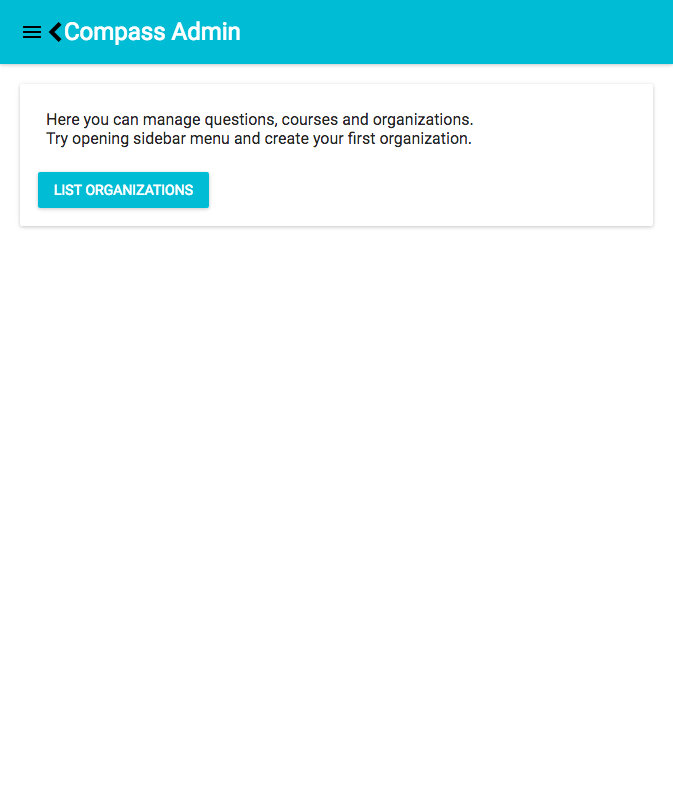 Compass Admin
Here you can manage questions, courses and organizations.
Try opening sidebar menu and create your first organization.
LIST ORGANIZATIONS